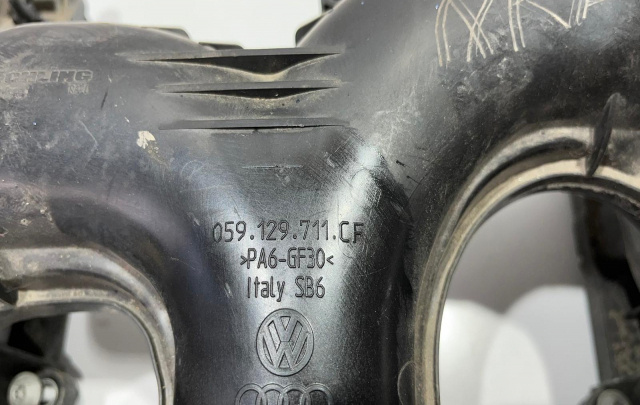 059.129.711.CF
>PA6-GF30<
Italy SB6